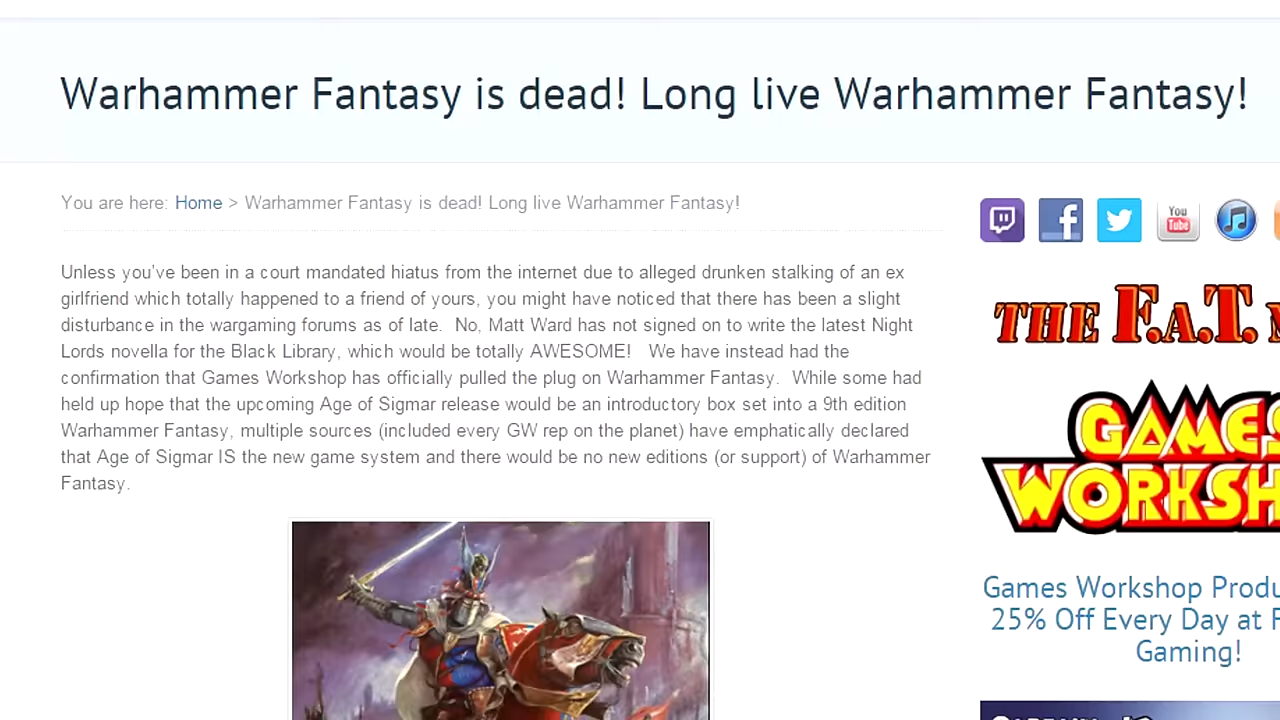 Warhammer Fantasy is dead! Long live Warhammer Fantasy!
You are here: Home > Warhammer Fantasy is dead! Long live Warhammer Fantasy!
Unless you've been in a court mandated hiatus from the internet due to alleged drunken stalking of an ex
girlfriend which totally happened to a friend of yours, you might have noticed that there has been a slight
disturbance in the wargaming forums as of late.  No, Matt Ward has not signed on to write the latest Night
Lords novella for the Black Library, which would be totally AWESOME!   We have instead had the
confirmation that Games Workshop has officially pulled the plug on Warhammer Fantasy.  While some had
held up hope that the upcoming Age of Sigmar release would be an introductory box set into a 9th edition
Warhammer Fantasy, multiple sources (included every GW rep on the planet) have emphatically declared
that Age of Sigmar IS the new game system and there would be no new editions (or support) of Warhammer
Fantasy.
You
Tube
THE F.A.T.
GAMES
WORKSH
Games Workshop Produ
25% Off Every Day at F
Gaming!